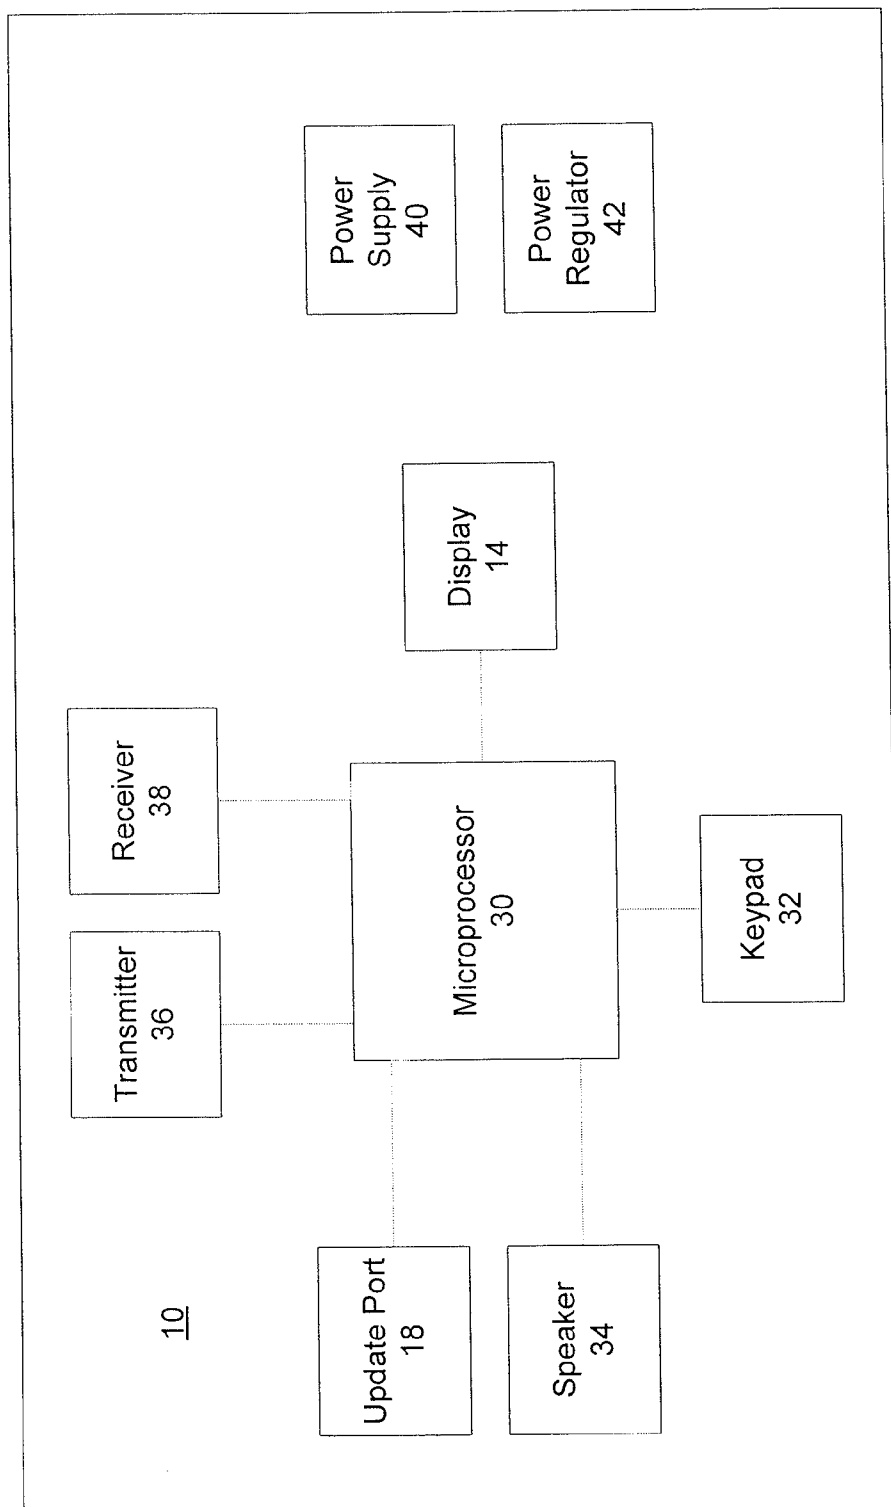 10
Transmitter
36
Receiver
38
Update Port
18
Speaker
34
Microprocessor
30
Keypad
32
Display
14
Power
Supply
40
Power
Regulator
42